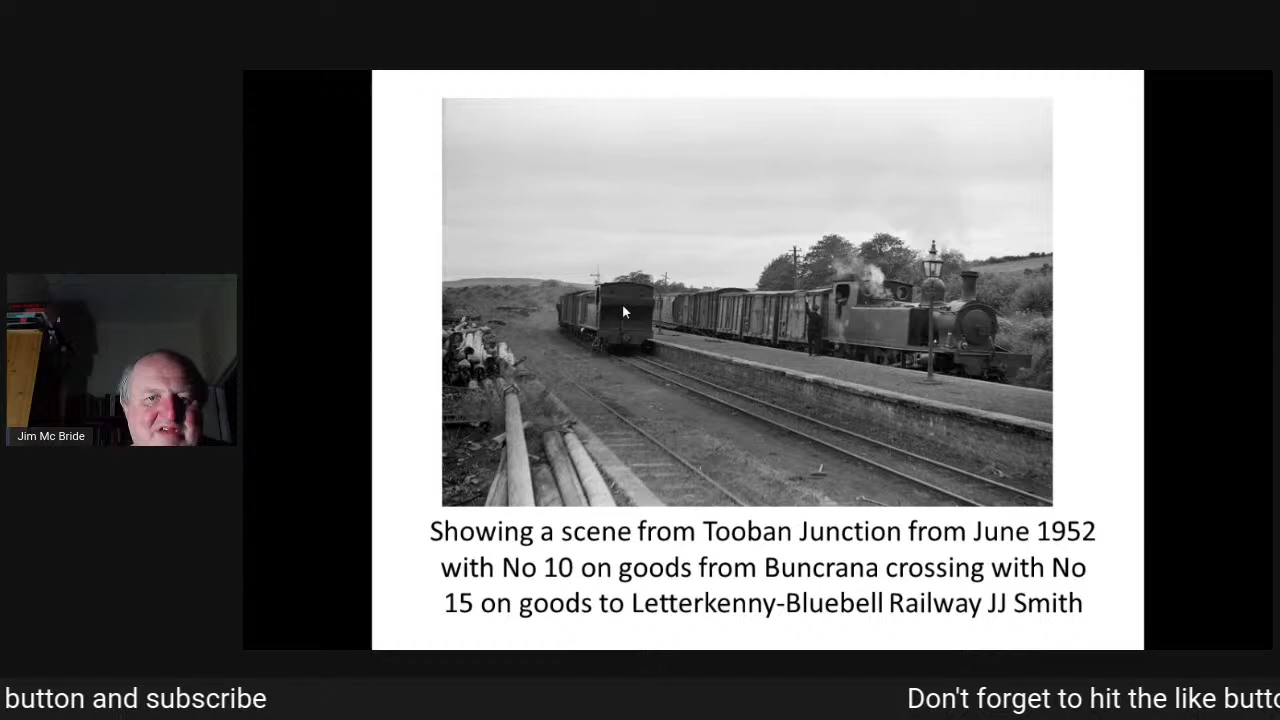 Jim Mc Bride
Showing a scene from Tooban Junction from June 1952
with No 10 on goods from Buncrana crossing with No
15 on goods to Letterkenny-Bluebell Railway JJ Smith
button and subscribe
Don't forget to hit the like butto